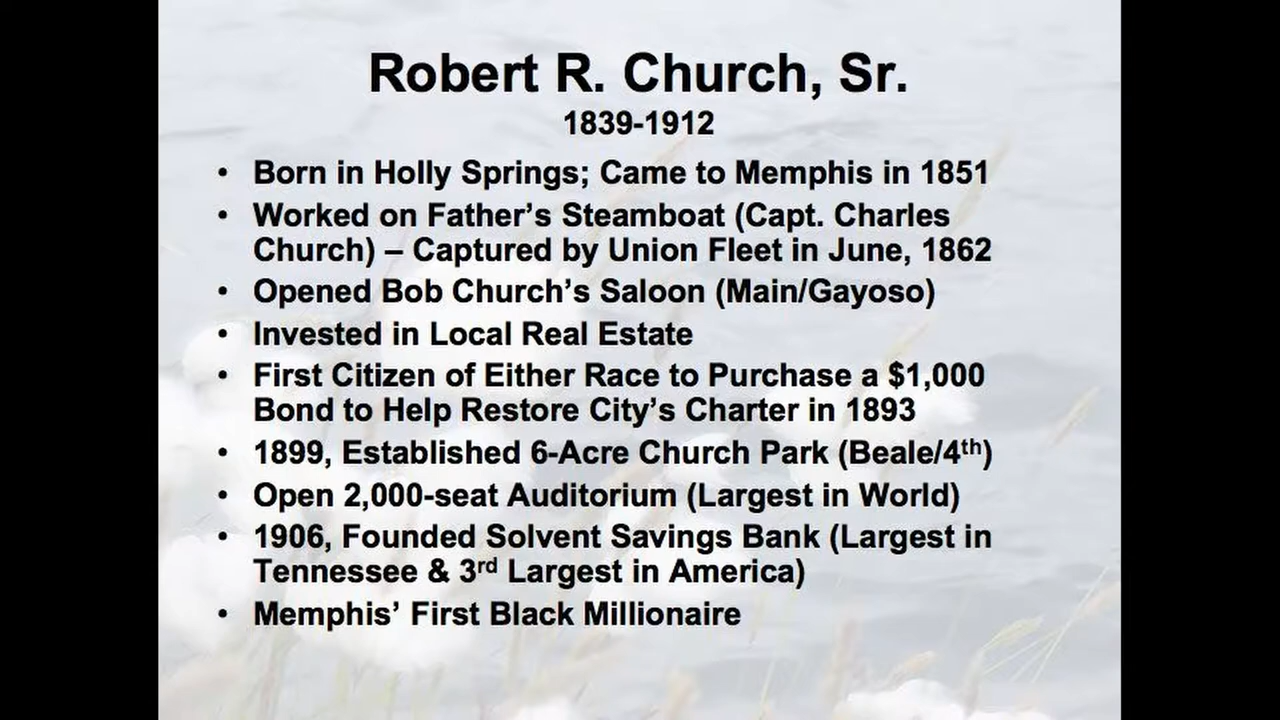 Robert R. Church, Sr.
1839-1912
• Born in Holly Springs; Came to Memphis in 1851
• Worked on Father’s Steamboat (Capt. Charles
Church) – Captured by Union Fleet in June, 1862
• Opened Bob Church’s Saloon (Main/Gayoso)
• Invested in Local Real Estate
• First Citizen of Either Race to Purchase a $1,000
Bond to Help Restore City’s Charter in 1893
• 1899, Established 6-Acre Church Park (Beale/4th)
• Open 2,000-seat Auditorium (Largest in World)
• 1906, Founded Solvent Savings Bank (Largest in
Tennessee & 3rd Largest in America)
• Memphis’ First Black Millionaire